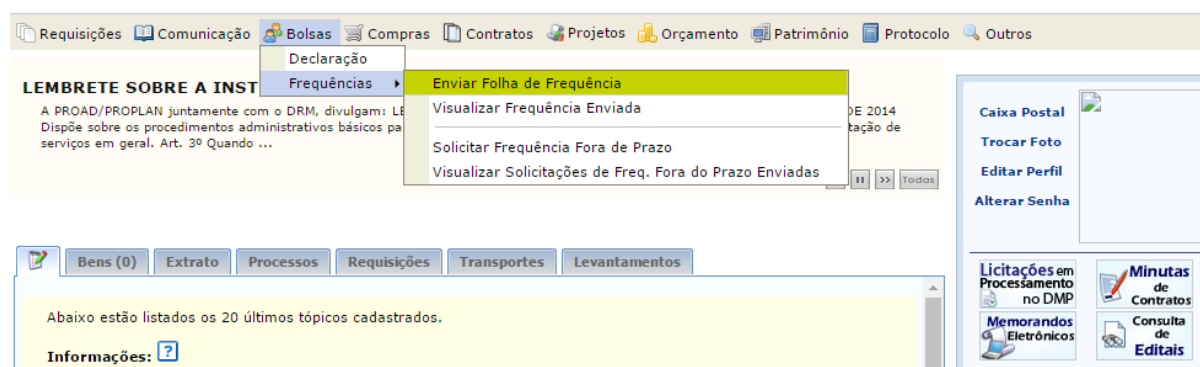 Requisições Comunicação Bolsas Compras Contratos Projetos Orçamento Patrimônio Protocolo Outros
Declaração
Frequências
Enviar Folha de Frequência
Visualizar Frequência Enviada
Solicitar Frequência Fora de Prazo
Visualizar Solicitações de Freq. Fora do Prazo Enviadas
LEMBRETE SOBRE A INST
A PROAD/PROPLAN juntamente com o DRM, divulgam: LE
DE 2014
Dispõe sobre os procedimentos administrativos básicos pa
tação de
serviços em geral. Art. 3º Quando ...
Todas
Caixa Postal
Trocar Foto
Editar Perfil
Alterar Senha
Bens (0) Extrato Processos Requisições Transportes Levantamentos
Abaixo estão listados os 20 últimos tópicos cadastrados.
Informações: ?
Licitações em
Processamento
no DMP
Minutas
de
Contratos
Memorandos
Eletrônicos
Consulta
de
Editais